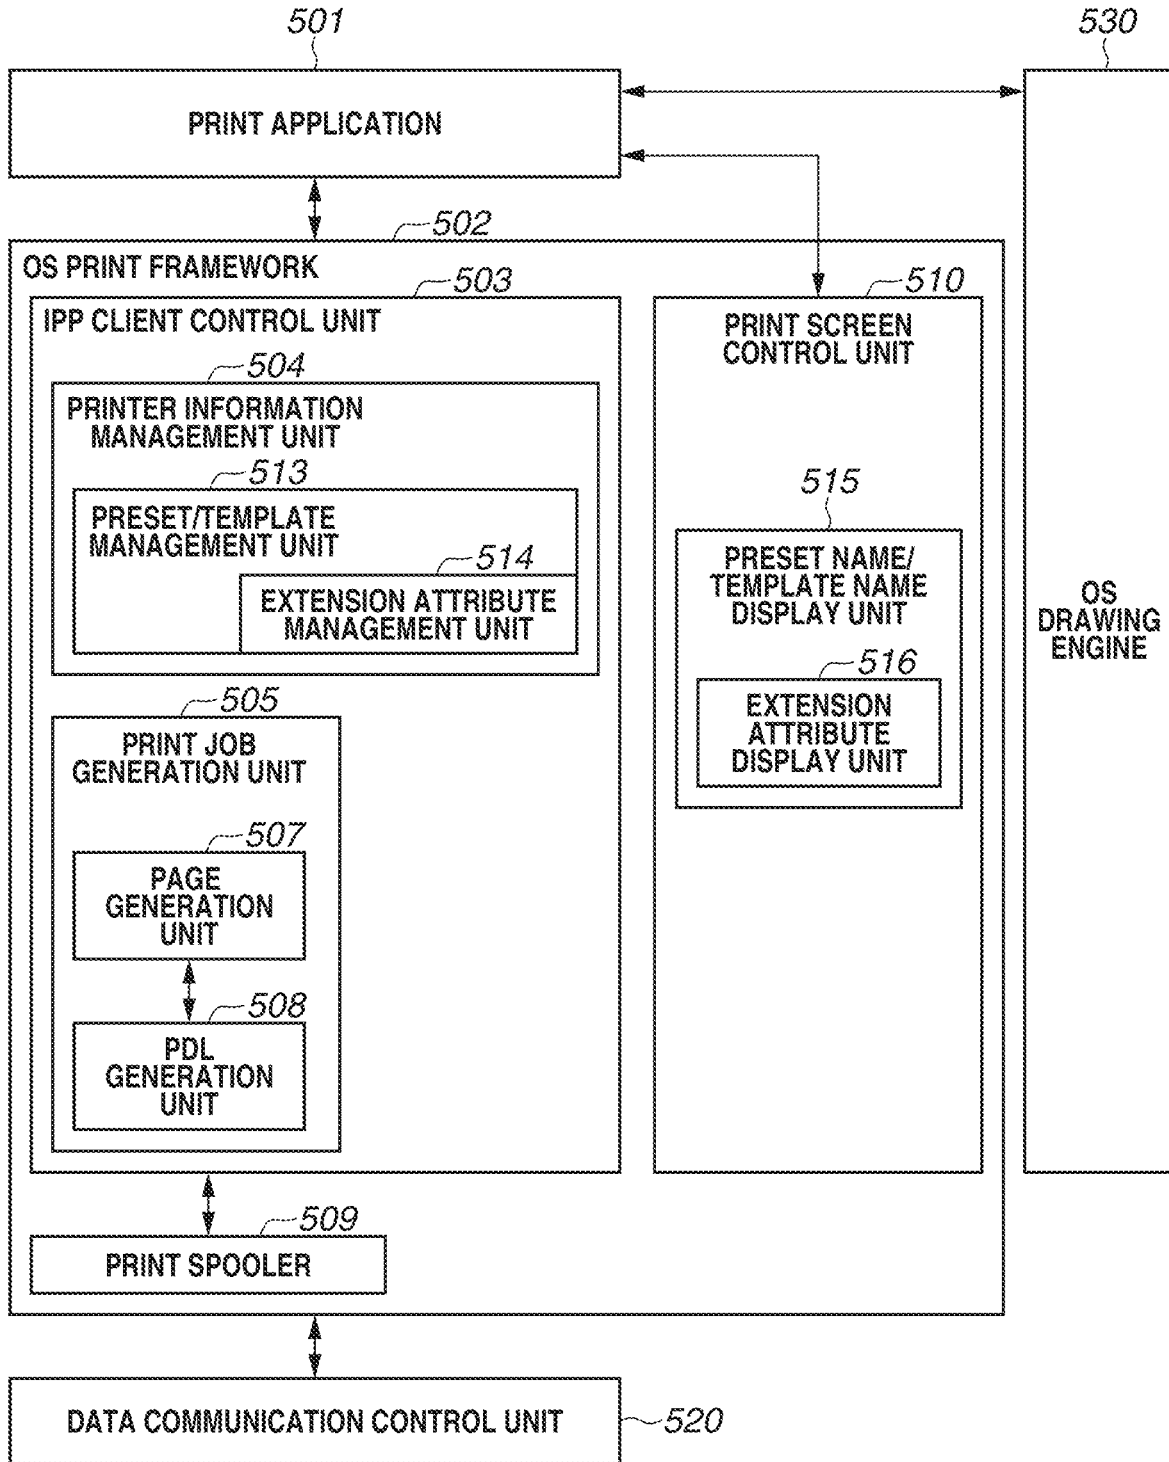 501
530
PRINT APPLICATION
502
OS PRINT FRAMEWORK
503
IPP CLIENT CONTROL UNIT
504
PRINTER INFORMATION
MANAGEMENT UNIT
513
PRESET/TEMPLATE
MANAGEMENT UNIT
514
EXTENSION ATTRIBUTE
MANAGEMENT UNIT
505
PRINT JOB
GENERATION UNIT
507
PAGE
GENERATION
UNIT
508
PDL
GENERATION
UNIT
510
PRINT SCREEN
CONTROL UNIT
515
PRESET NAME/
TEMPLATE NAME
DISPLAY UNIT
516
EXTENSION
ATTRIBUTE
DISPLAY UNIT
OS
DRAWING
ENGINE
509
PRINT SPOOLER
DATA COMMUNICATION CONTROL UNIT
520